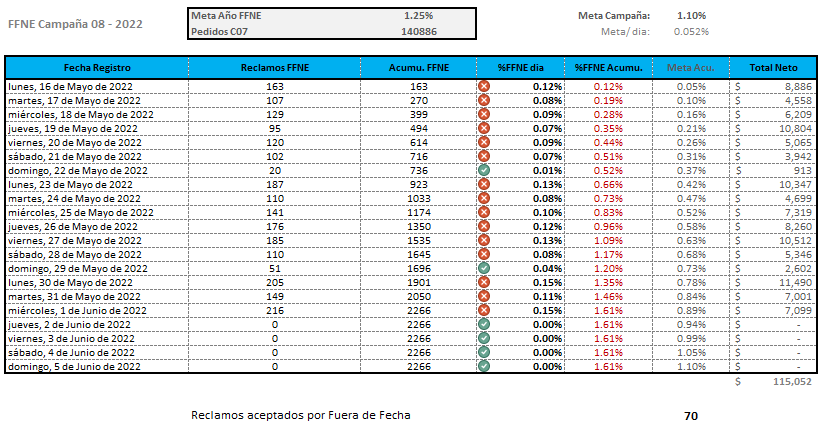 FFNE Campaña 08 - 2022
Meta Año FFNE 1.25% Meta Campaña: 1.10%
Pedidos C07 140886 Meta/ dia: 0.052%
Fecha Registro Reclamos FFNE Acumu. FFNE %FFNE dia %FFNE Acumu. Meta Acu. Total Neto
lunes, 16 de Mayo de 2022 163 163 0.12% 0.12% 0.05% $ 8,886
martes, 17 de Mayo de 2022 107 270 0.08% 0.19% 0.10% $ 4,558
miércoles, 18 de Mayo de 2022 129 399 0.09% 0.28% 0.16% $ 6,209
jueves, 19 de Mayo de 2022 95 494 0.07% 0.35% 0.21% $ 10,804
viernes, 20 de Mayo de 2022 120 614 0.09% 0.44% 0.26% $ 5,065
sábado, 21 de Mayo de 2022 102 716 0.07% 0.51% 0.31% $ 3,942
domingo, 22 de Mayo de 2022 20 736 0.01% 0.52% 0.37% $ 913
lunes, 23 de Mayo de 2022 187 923 0.13% 0.66% 0.42% $ 10,347
martes, 24 de Mayo de 2022 110 1033 0.08% 0.73% 0.47% $ 4,699
miércoles, 25 de Mayo de 2022 141 1174 0.10% 0.83% 0.52% $ 7,319
jueves, 26 de Mayo de 2022 176 1350 0.12% 0.96% 0.58% $ 8,260
viernes, 27 de Mayo de 2022 185 1535 0.13% 1.09% 0.63% $ 10,512
sábado, 28 de Mayo de 2022 110 1645 0.08% 1.17% 0.68% $ 5,346
domingo, 29 de Mayo de 2022 51 1696 0.04% 1.20% 0.73% $ 2,602
lunes, 30 de Mayo de 2022 205 1901 0.15% 1.35% 0.78% $ 11,490
martes, 31 de Mayo de 2022 149 2050 0.11% 1.46% 0.84% $ 7,001
miércoles, 1 de Junio de 2022 216 2266 0.15% 1.61% 0.89% $ 7,099
jueves, 2 de Junio de 2022 0 2266 0.00% 1.61% 0.94% $ -
viernes, 3 de Junio de 2022 0 2266 0.00% 1.61% 0.99% $ -
sábado, 4 de Junio de 2022 0 2266 0.00% 1.61% 1.05% $ -
domingo, 5 de Junio de 2022 0 2266 0.00% 1.61% 1.10% $ -
$ 115,052
Reclamos aceptados por Fuera de Fecha 70